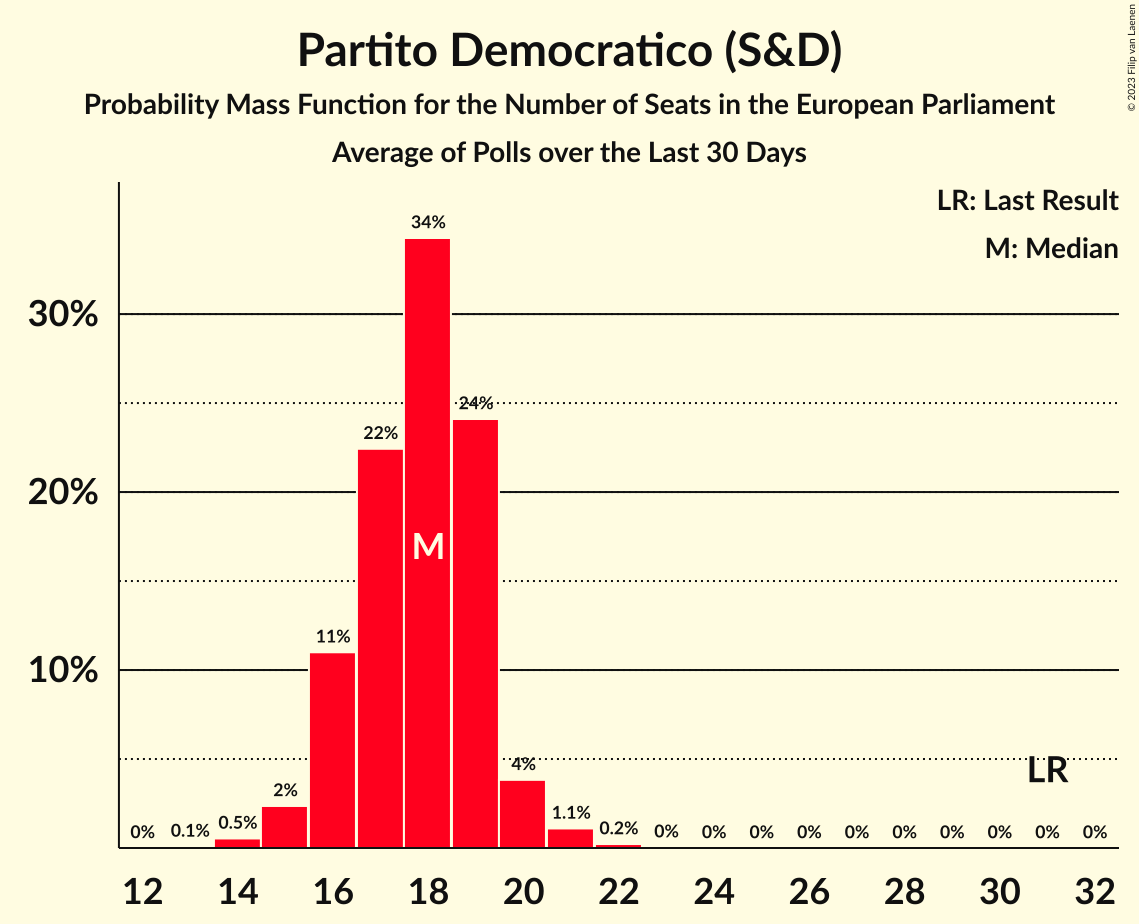 Partito Democratico (S&D)
Probability Mass Function for the Number of Seats in the European Parliament
Average of Polls over the Last 30 Days
© 2023 Filip van Laenen
LR: Last Result
M: Median
30%
20%
10%
0% 0.1% 0.5% 2% 11% 22% 34% 24% 4% 1.1% 0.2% 0% 0% 0% 0% 0% 0% 0% 0% 0% 0%
M
LR
12 14 16 18 20 22 24 26 28 30 32